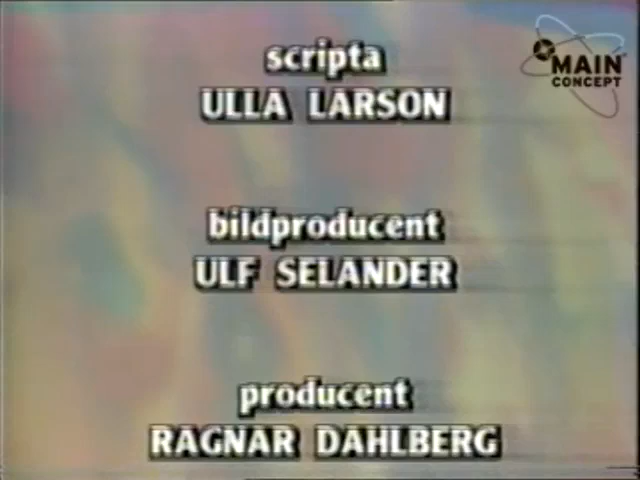 MAIN
CONCEPT
scripta
ULLA LARSON
bildproducent
ULF SELANDER
producent
RAGNAR DAHLBERG